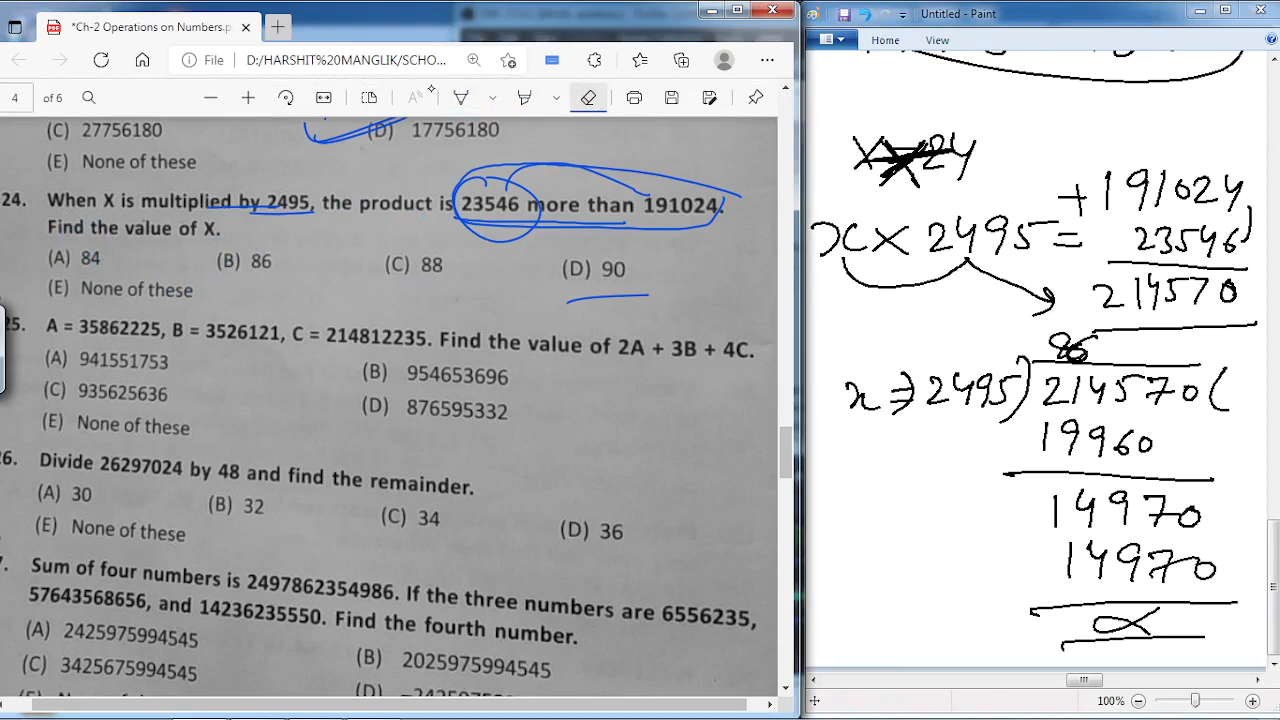 *Ch-2 Operations on Numbers.p
Untitled - Paint
File
D:/HARSHIT%20MANGLIK/SCHO...
Home
View
4
of 6
(C) 27756180
(D) 17756180
(E) None of these
24. When X is multiplied by 2495, the product is 23546 more than 191024.
Find the value of X.
(A) 84
(B) 86
(C) 88
(D) 90
(E) None of these
25. A = 35862225, B = 3526121, C = 214812235. Find the value of 2A + 3B + 4C.
(A) 941551753
(B) 954653696
(C) 935625636
(D) 876595332
(E) None of these
26. Divide 26297024 by 48 and find the remainder.
(A) 30
(B) 32
(C) 34
(D) 36
(E) None of these
7. Sum of four numbers is 2497862354986. If the three numbers are 6556235,
57643568656, and 14236235550. Find the fourth number.
(A) 2425975994545
(B) 2025975994545
(C) 3425675994545
(D)
24
+191024
x × 2495 = 23546
214570
86
x ⇒ 2495)214570(
19960
14970
14970
100%